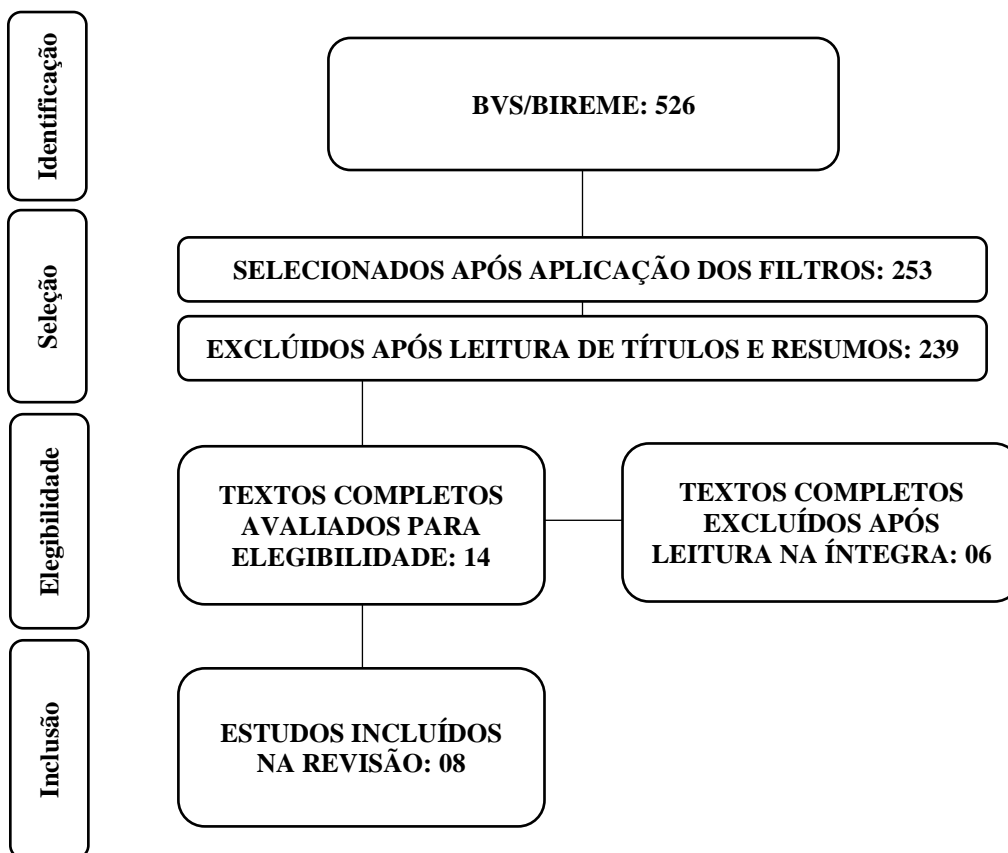 Identificação
BVS/BIREME: 526
Seleção
SELECIONADOS APÓS APLICAÇÃO DOS FILTROS: 253
EXCLÚIDOS APÓS LEITURA DE TÍTULOS E RESUMOS: 239
Elegibilidade
TEXTOS COMPLETOS
AVALIADOS PARA
ELEGIBILIDADE: 14
TEXTOS COMPLETOS
EXCLUÍDOS APÓS
LEITURA NA ÍNTEGRA: 06
Inclusão
ESTUDOS INCLUÍDOS
NA REVISÃO: 08